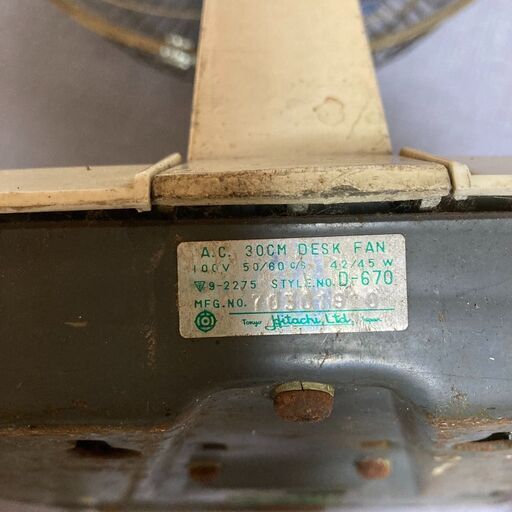 A.C. 30CM DESK FAN
100V 50/60 c/s 42/45 W
9-2275 STYLE.NO. D-670
MFG.NO.
Tokyo Hitachi, Ltd. Japan